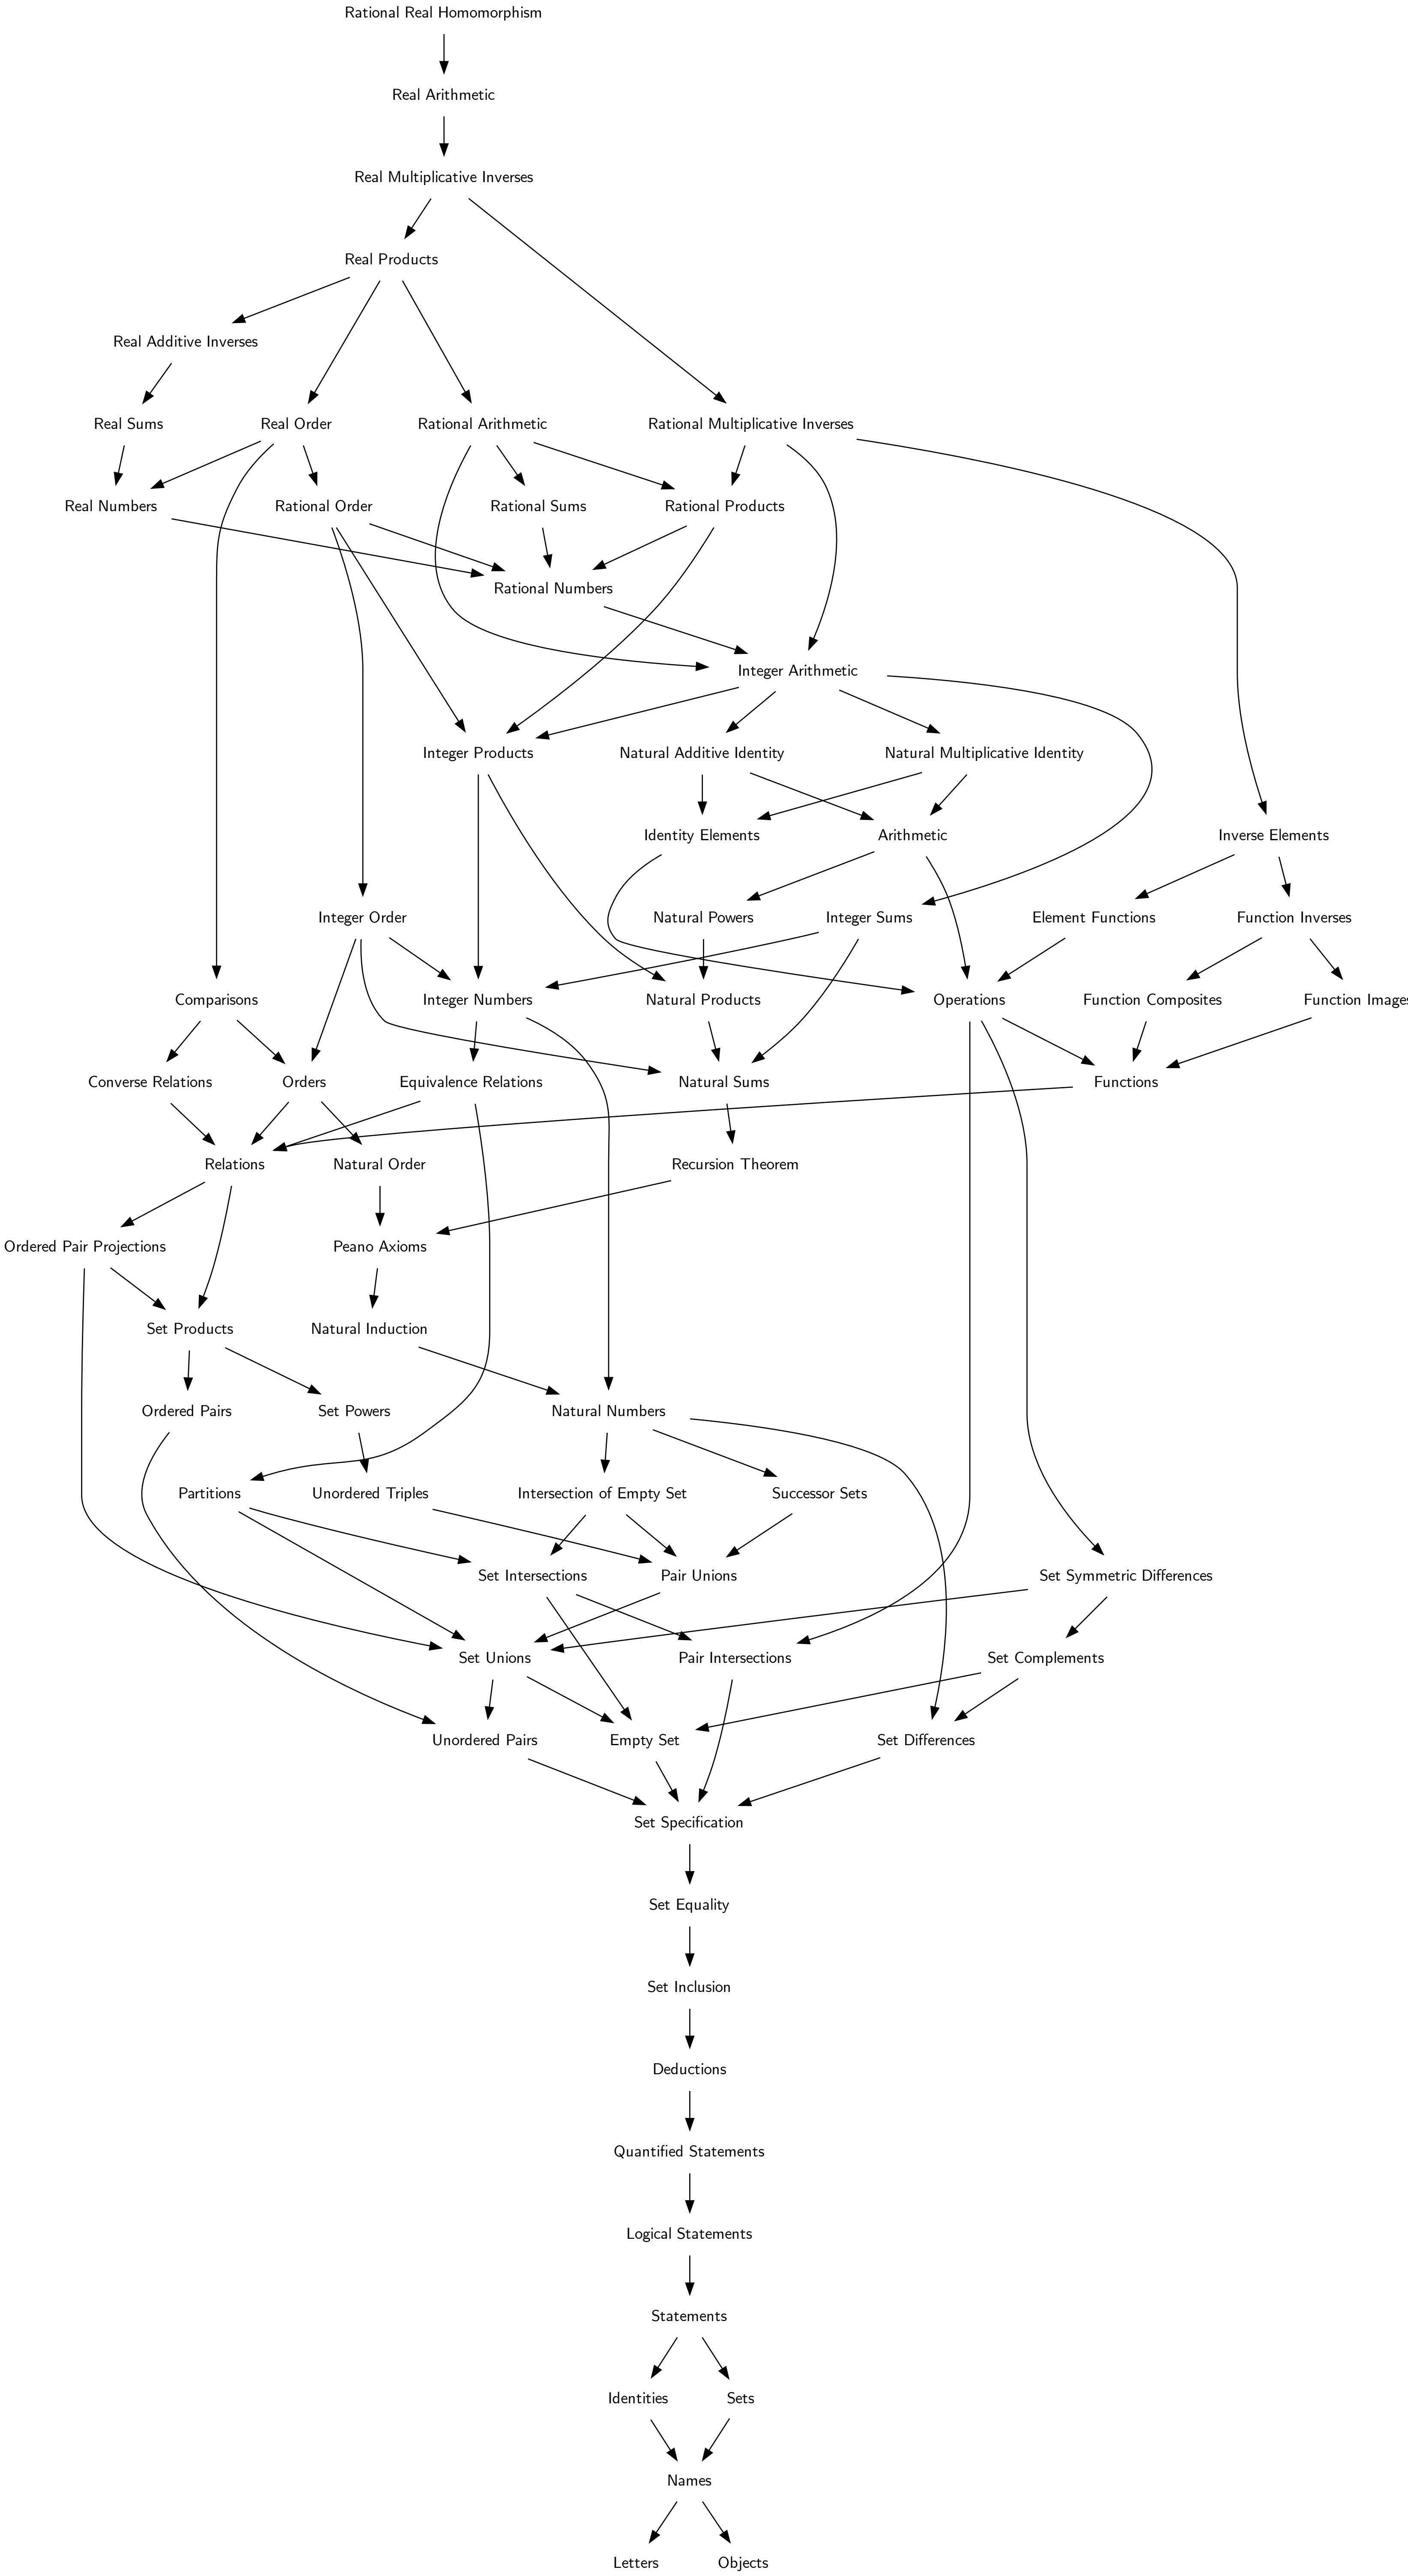 Rational Real Homomorphism
Real Arithmetic
Real Multiplicative Inverses
Real Products
Real Additive Inverses
Real Sums
Real Order
Rational Arithmetic
Rational Multiplicative Inverses
Real Numbers
Rational Order
Rational Sums
Rational Products
Rational Numbers
Integer Arithmetic
Integer Products
Natural Additive Identity
Natural Multiplicative Identity
Identity Elements
Arithmetic
Inverse Elements
Integer Order
Natural Powers
Integer Sums
Element Functions
Function Inverses
Comparisons
Integer Numbers
Natural Products
Operations
Function Composites
Function Images
Converse Relations
Orders
Equivalence Relations
Natural Sums
Functions
Relations
Natural Order
Recursion Theorem
Ordered Pair Projections
Peano Axioms
Set Products
Natural Induction
Ordered Pairs
Set Powers
Natural Numbers
Partitions
Unordered Triples
Intersection of Empty Set
Successor Sets
Set Intersections
Pair Unions
Set Symmetric Differences
Set Unions
Pair Intersections
Set Complements
Unordered Pairs
Empty Set
Set Differences
Set Specification
Set Equality
Set Inclusion
Deductions
Quantified Statements
Logical Statements
Statements
Identities
Sets
Names
Letters
Objects